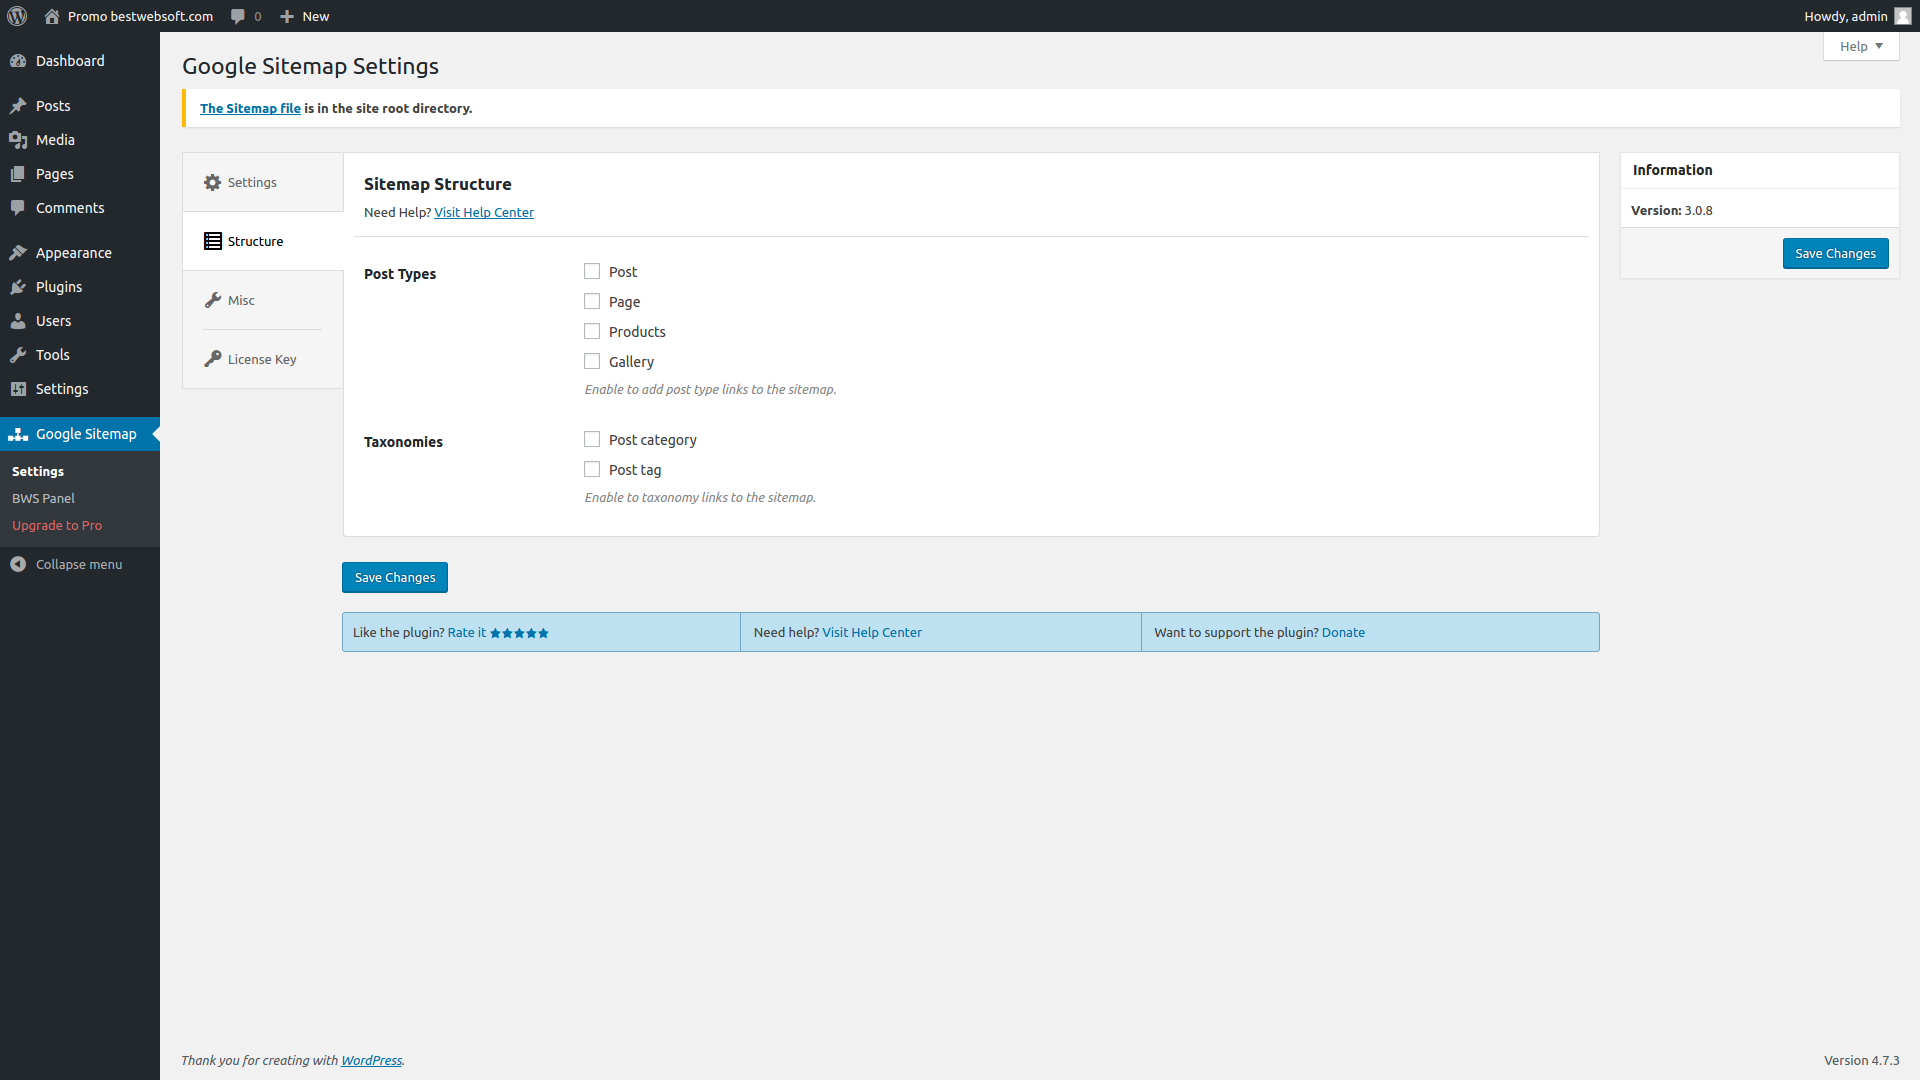 Promo bestwebsoft.com 0 New Howdy, admin
Dashboard
Posts
Media
Pages
Comments
Appearance
Plugins
Users
Tools
Settings
Google Sitemap
Settings
BWS Panel
Upgrade to Pro
Collapse menu
Help
Google Sitemap Settings
The Sitemap file is in the site root directory.
Settings
Structure
Misc
License Key
Sitemap Structure
Need Help? Visit Help Center
Post Types
Post
Page
Products
Gallery
Enable to add post type links to the sitemap.
Taxonomies
Post category
Post tag
Enable to taxonomy links to the sitemap.
Save Changes
Like the plugin? Rate it ★★★★★
Need help? Visit Help Center
Want to support the plugin? Donate
Information
Version: 3.0.8
Save Changes
Thank you for creating with WordPress.
Version 4.7.3